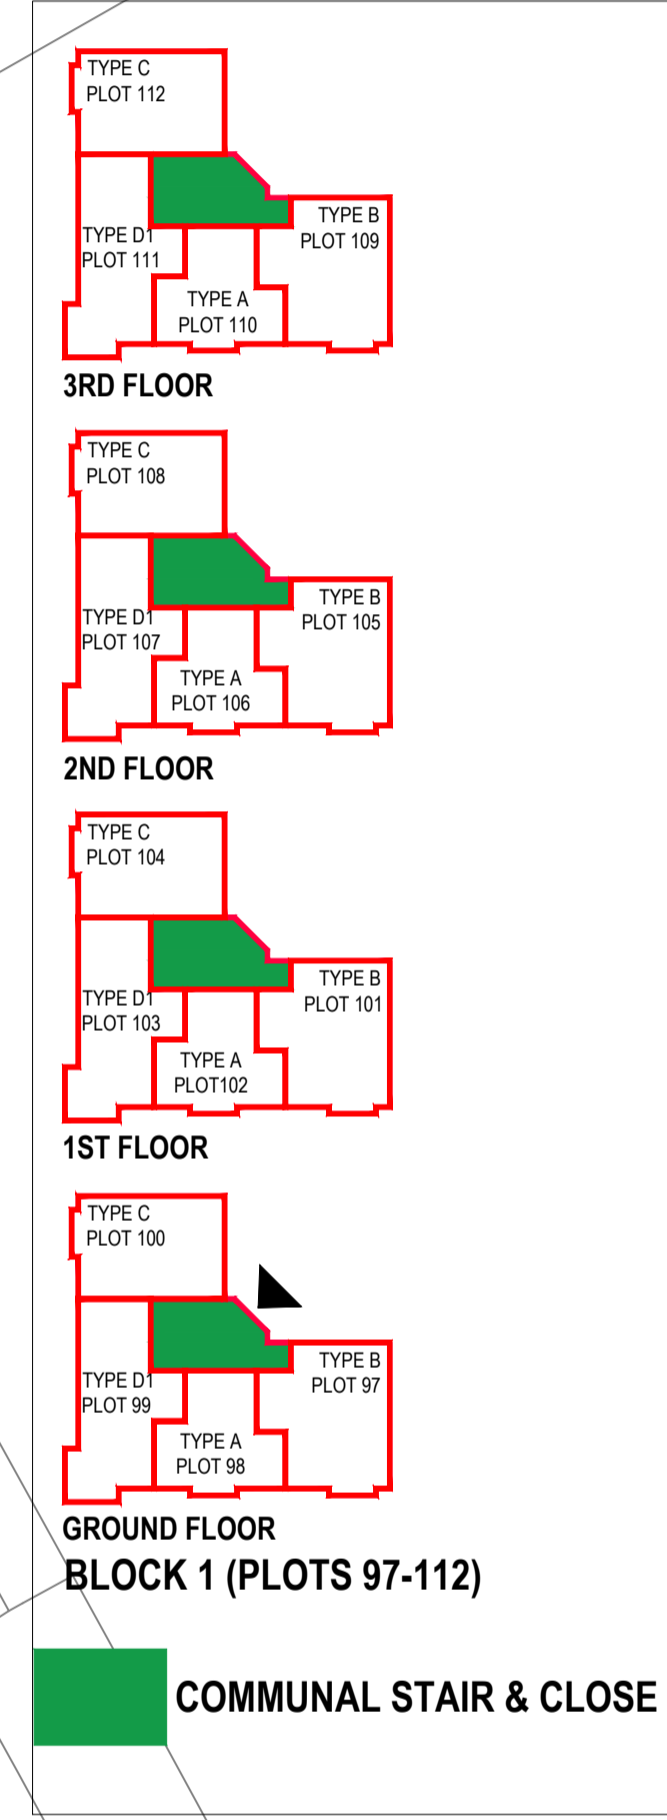 TYPE C
PLOT 112
TYPE B
PLOT 109
TYPE D1
PLOT 111
TYPE A
PLOT 110
3RD FLOOR
TYPE C
PLOT 108
TYPE B
PLOT 105
TYPE D1
PLOT 107
TYPE A
PLOT 106
2ND FLOOR
TYPE C
PLOT 104
TYPE B
PLOT 101
TYPE D1
PLOT 103
TYPE A
PLOT102
1ST FLOOR
TYPE C
PLOT 100
TYPE B
PLOT 97
TYPE D1
PLOT 99
TYPE A
PLOT 98
GROUND FLOOR
BLOCK 1 (PLOTS 97-112)
COMMUNAL STAIR & CLOSE